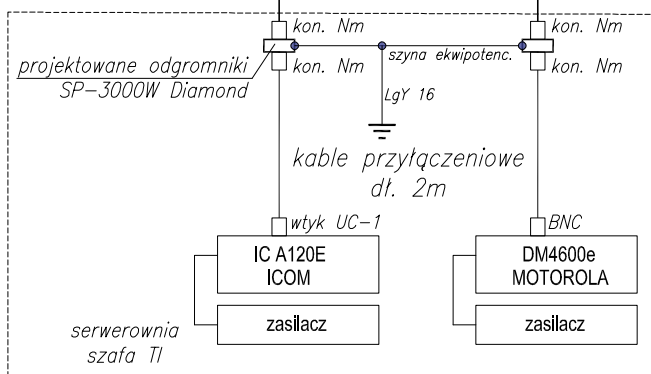 kon. Nm
kon. Nm
projektowane odgromniki
SP-3000W Diamond
szyna ekwipotenc.
kon. Nm
kon. Nm
LgY 16
kable przyłączeniowe
dł. 2m
wtyk UC-1
BNC
IC A120E
ICOM
DM4600e
MOTOROLA
zasilacz
zasilacz
serwerownia
szafa TI